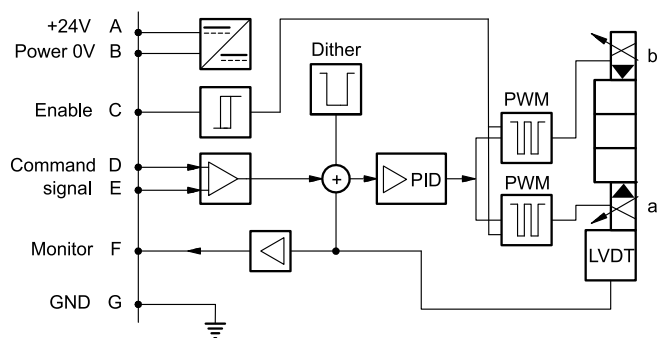 +24V A
Power 0V B
Dither
b
Enable C
PWM
Command D
signal E
PID
PWM
a
Monitor F
LVDT
GND G